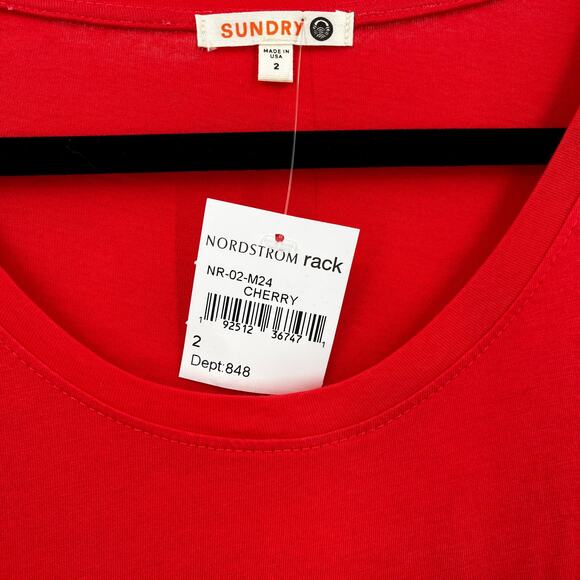 SUNDRY
MADE IN
USA
2
NORDSTROM rack
NR-02-M24
CHERRY
1 92512 36747 1
2
Dept:848